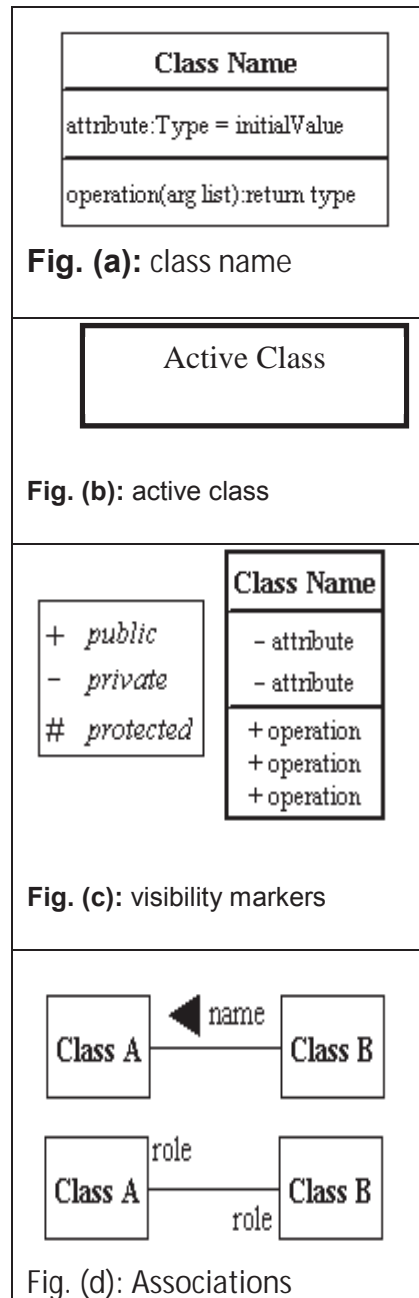 Class Name
attribute:Type = initialValue
operation(arg list):return type
Fig. (a): class name
Active Class
Fig. (b): active class
+ public
- private
# protected
Class Name
- attribute
- attribute
+ operation
+ operation
+ operation
Fig. (c): visibility markers
name
Class A
Class B
role
Class A
Class B
role
Fig. (d): Associations